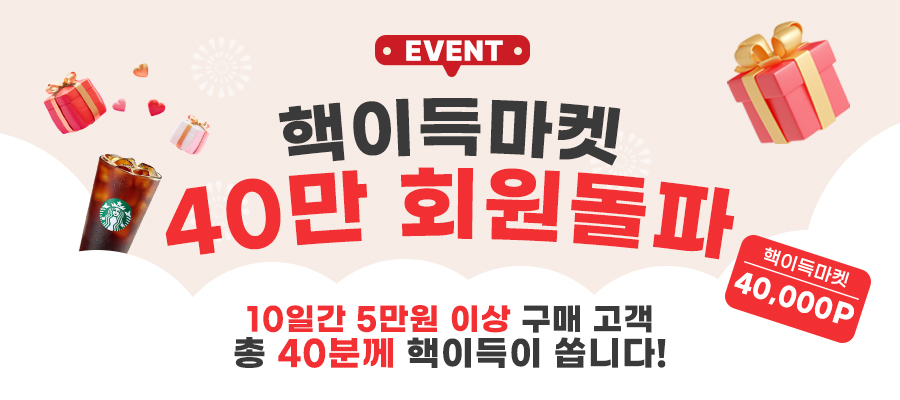 EVENT
핵이득마켓
40만 회원돌파
핵이득마켓
40,000P
10일간 5만원 이상 구매 고객
총 40분께 핵이득이 쏩니다!